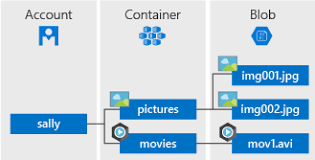 Account
Container
Blob
img001.jpg
pictures
img002.jpg
sally
movies
mov1.avi